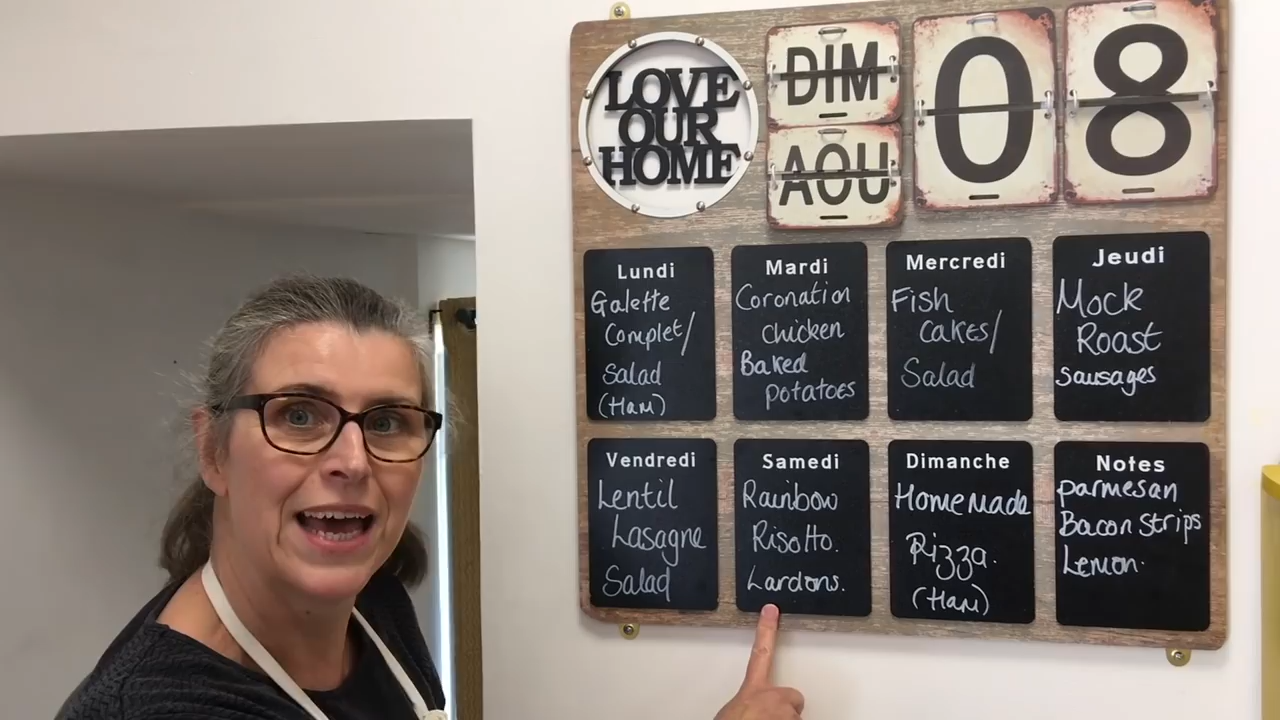 LOVE
OUR
HOME
DIM
AOU
08
Lundi
Galette
Complet/
Salad
(Ham)
Mardi
Coronation
Chicken
Baked
Potatoes
Mercredi
Fish
Cakes/
Salad
Jeudi
Mock
Roast
Sausages
Vendredi
Lentil
Lasagne
Salad
Samedi
Rainbow
Risotto.
Lardons.
Dimanche
HomeMade
Pizza.
(Ham)
Notes
Parmesan
Bacon Strips
Lemon.